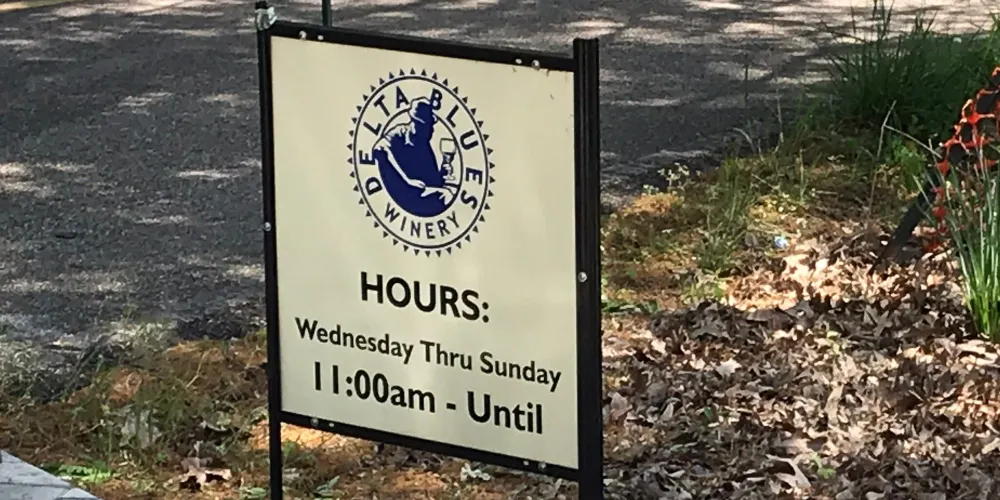 DELTA BLUES
WINERY
HOURS:
Wednesday Thru Sunday
11:00am - Until